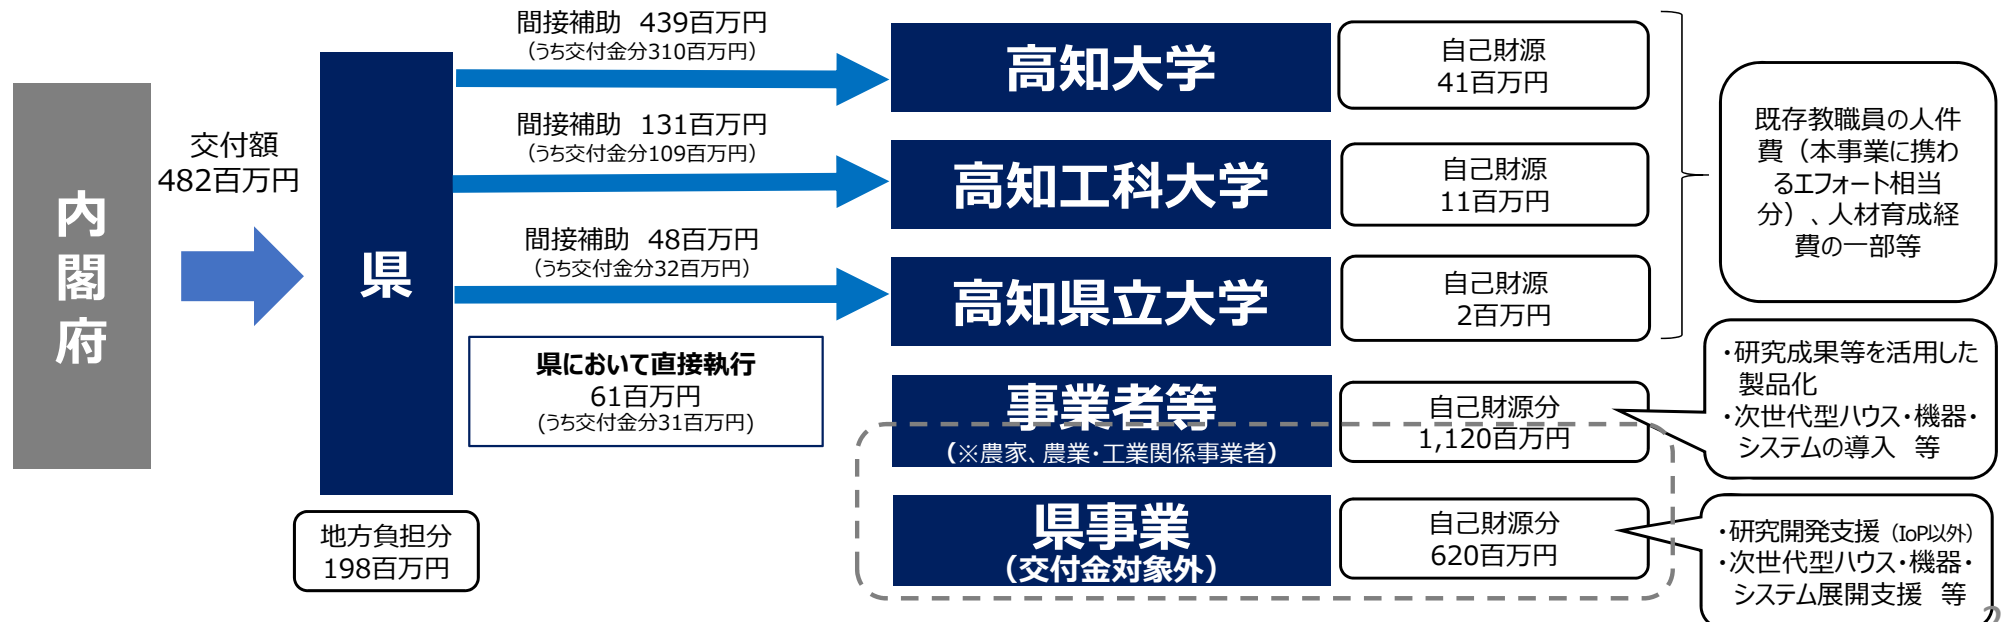 内閣府
交付額
482百万円
県
地方負担分
198百万円
間接補助 439百万円
(うち交付金分310百万円)
間接補助 131百万円
(うち交付金分109百万円)
間接補助 48百万円
(うち交付金分32百万円)
県において直接執行
61百万円
(うち交付金分31百万円)
高知大学
自己財源
41百万円
高知工科大学
自己財源
11百万円
高知県立大学
自己財源
2百万円
既存教職員の人件
費（本事業に携わ
るエフォート相当
分）、人材育成経
費の一部等
事業者等
(※農家、農業・工業関係事業者)
自己財源分
1,120百万円
・研究成果等を活用した
製品化
・次世代型ハウス・機器・
システムの導入 等
県事業
(交付金対象外)
自己財源分
620百万円
・研究開発支援（IoP以外）
・次世代型ハウス・機器・
システム展開支援 等